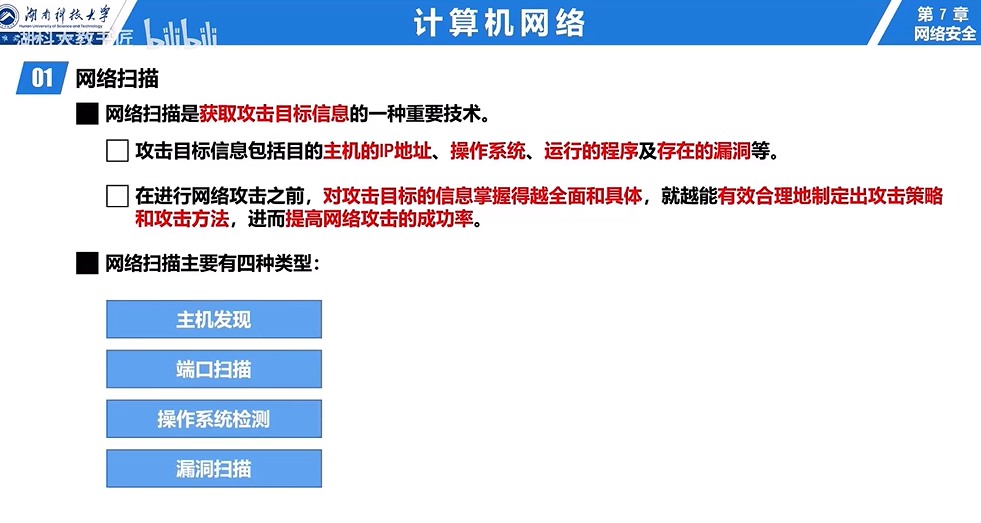 湖南科技大学
Hunan University of Science and Technology
湖科大教书匠 bilibili
计算机网络
第 7 章
网络安全
01 网络扫描
网络扫描是获取攻击目标信息的一种重要技术。
攻击目标信息包括目的主机的IP地址、操作系统、运行的程序及存在的漏洞等。
在进行网络攻击之前，对攻击目标的信息掌握得越全面和具体，就越能有效合理地制定出攻击策略
和攻击方法，进而提高网络攻击的成功率。
网络扫描主要有四种类型：
主机发现
端口扫描
操作系统检测
漏洞扫描